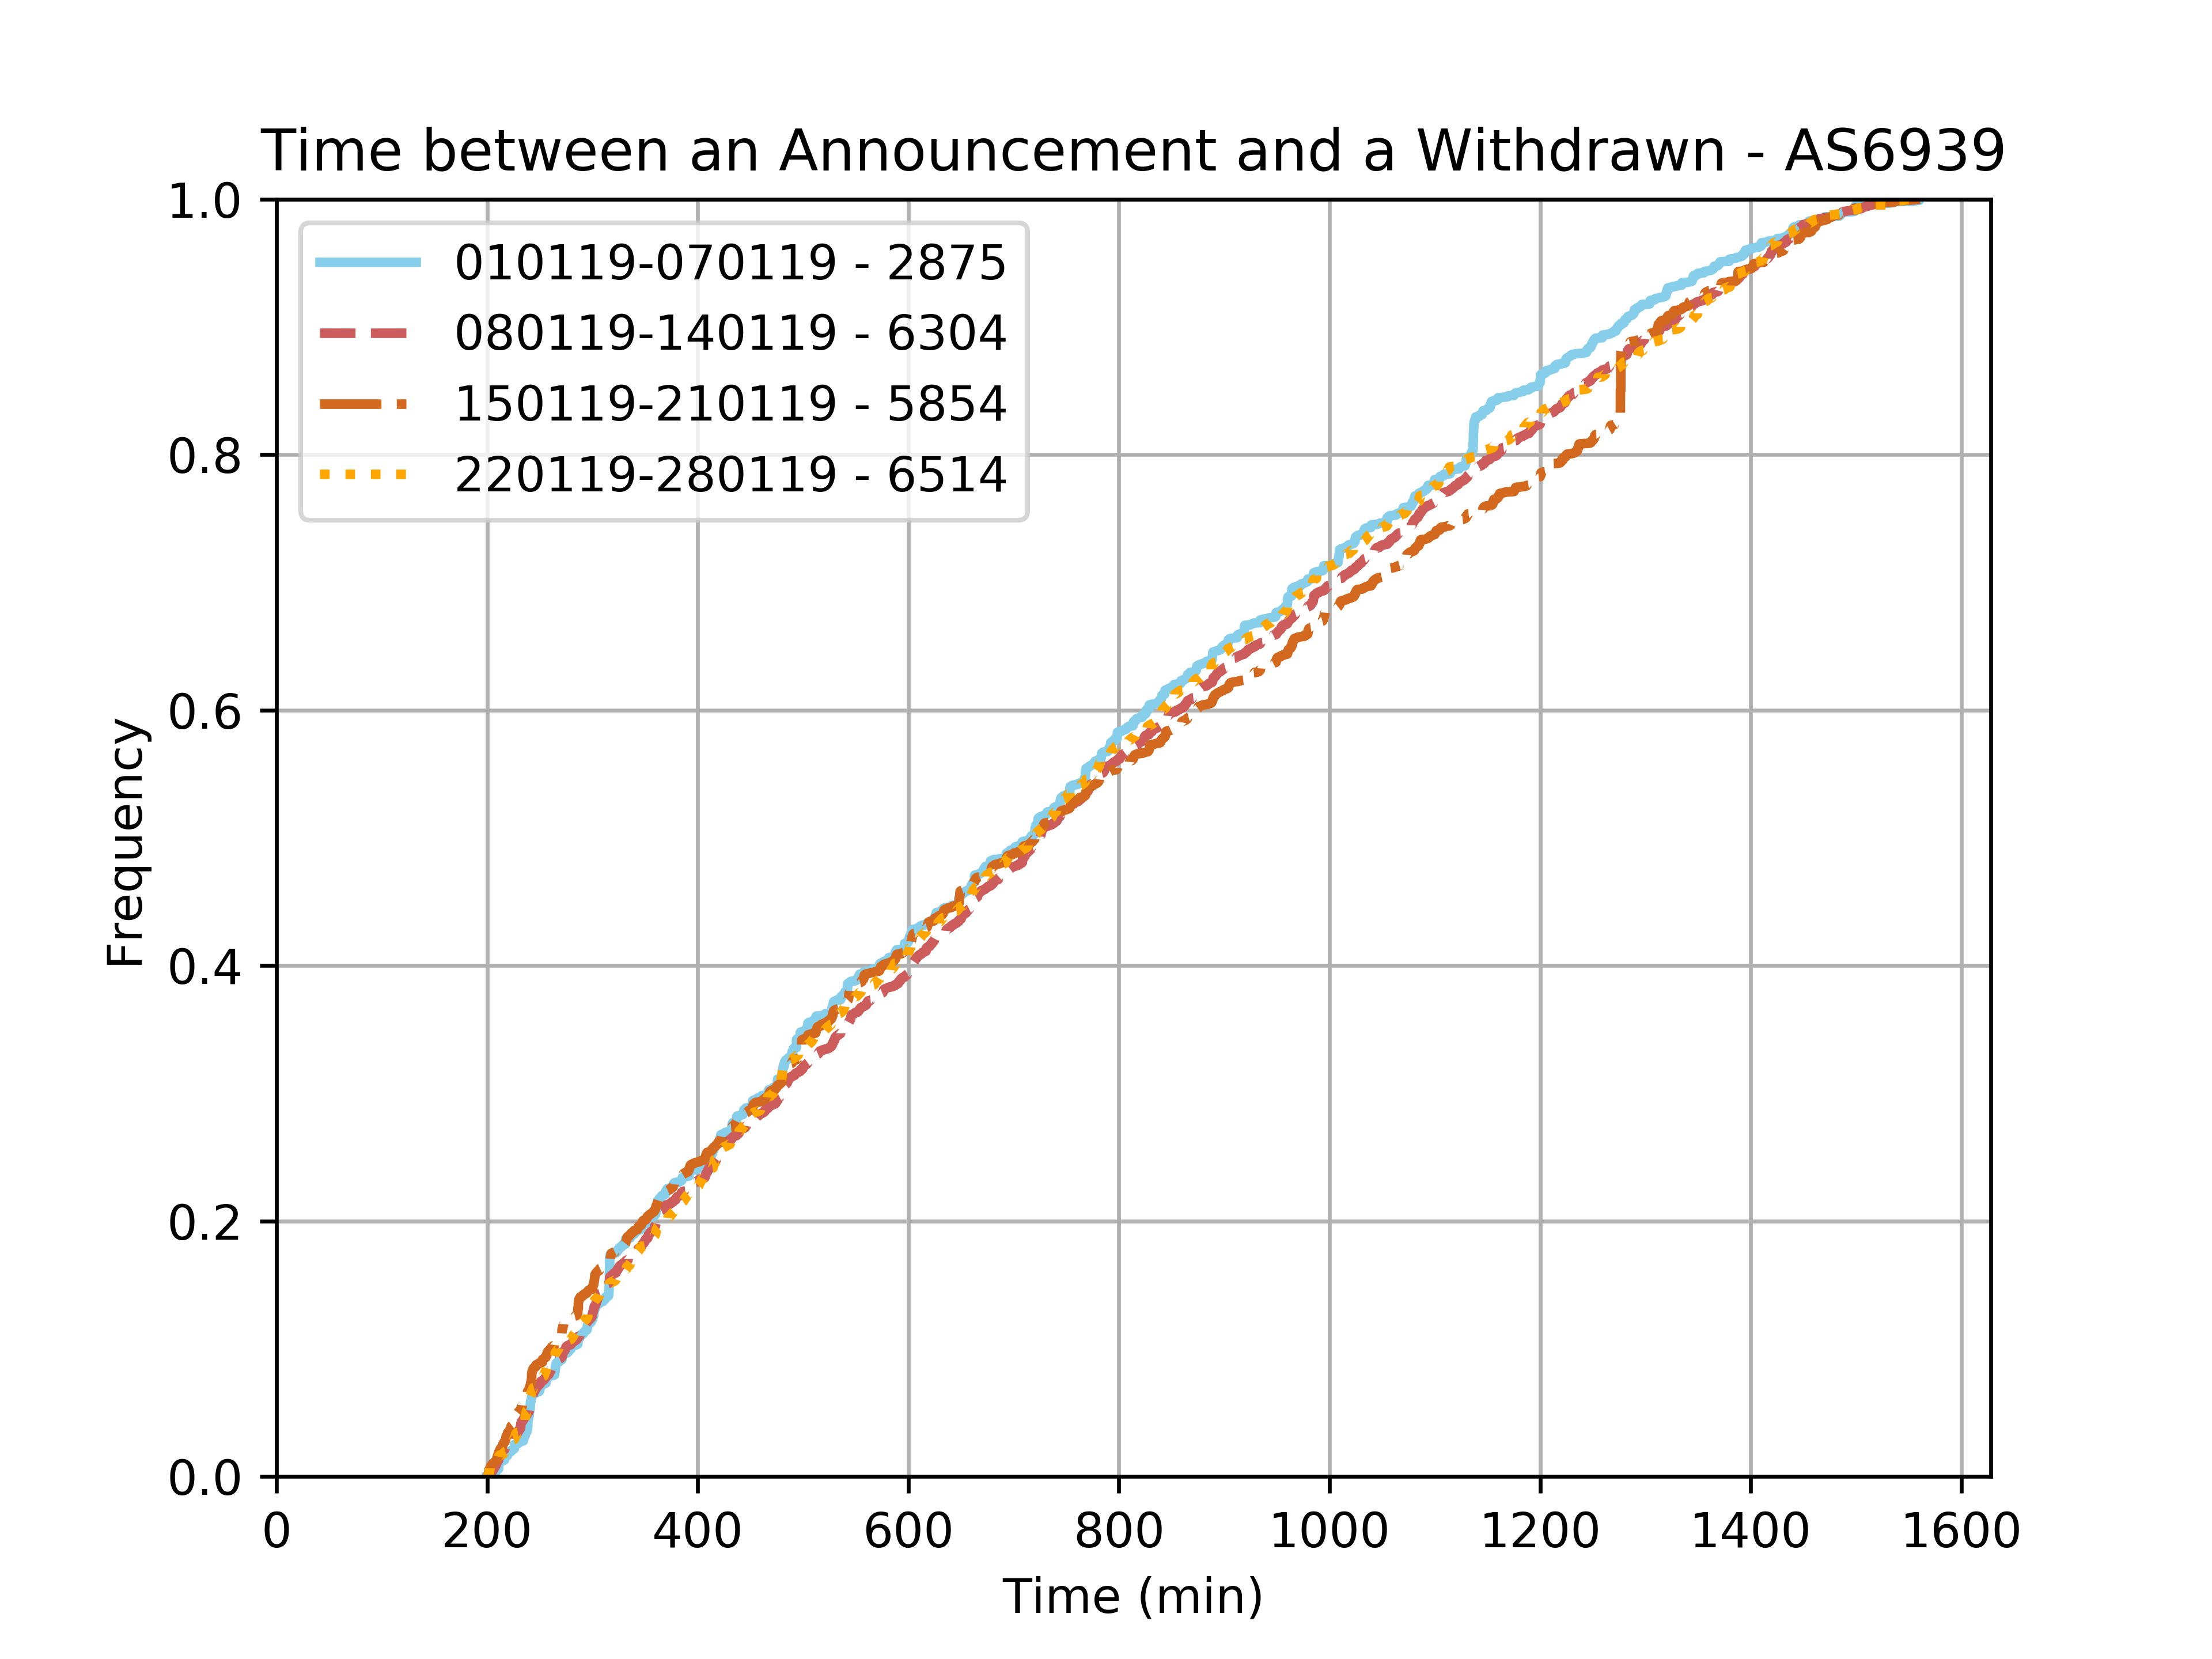 Time between an Announcement and a Withdrawn - AS6939
1.0
0.8
0.6
0.4
0.2
0.0
Frequency
010119-070119 - 2875
080119-140119 - 6304
150119-210119 - 5854
220119-280119 - 6514
0 200 400 600 800 1000 1200 1400 1600
Time (min)